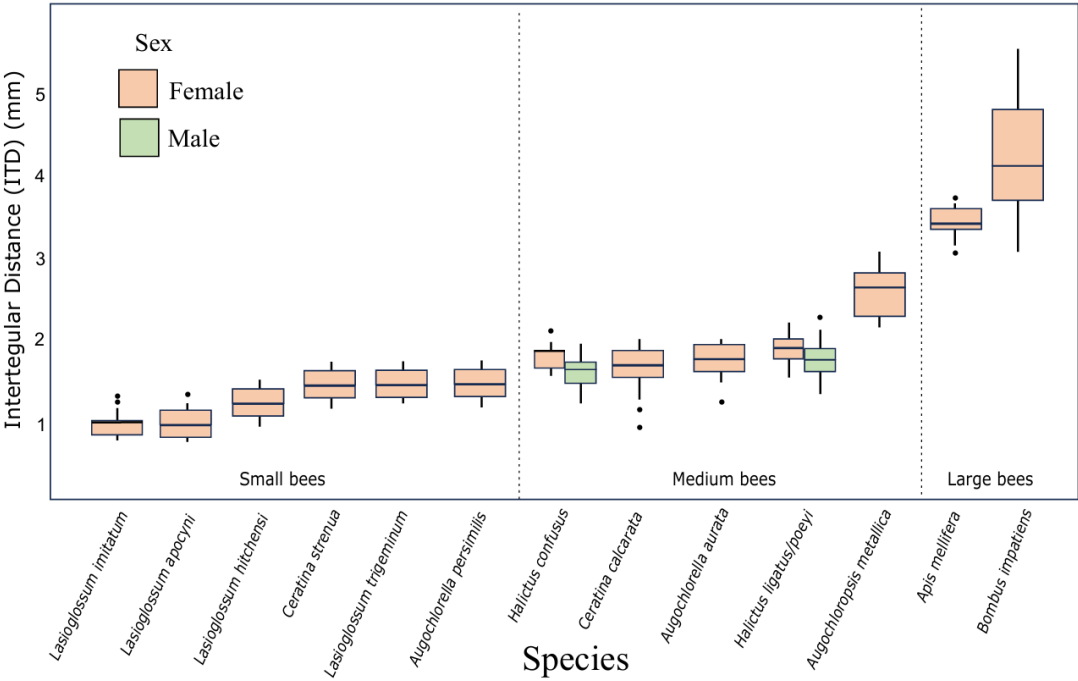 Sex
Female
Male
Intertegular Distance (ITD) (mm)
5
4
3
2
1
Small bees
Medium bees
Large bees
Lasioglossum imitatum
Lasioglossum apocyni
Lasioglossum hitchensi
Ceratina strenua
Lasioglossum trigeminum
Augochlorella persimilis
Halictus confusus
Ceratina calcarata
Augochlorella aurata
Halictus ligatus/poeyi
Augochloropsis metallica
Apis mellifera
Bombus impatiens
Species